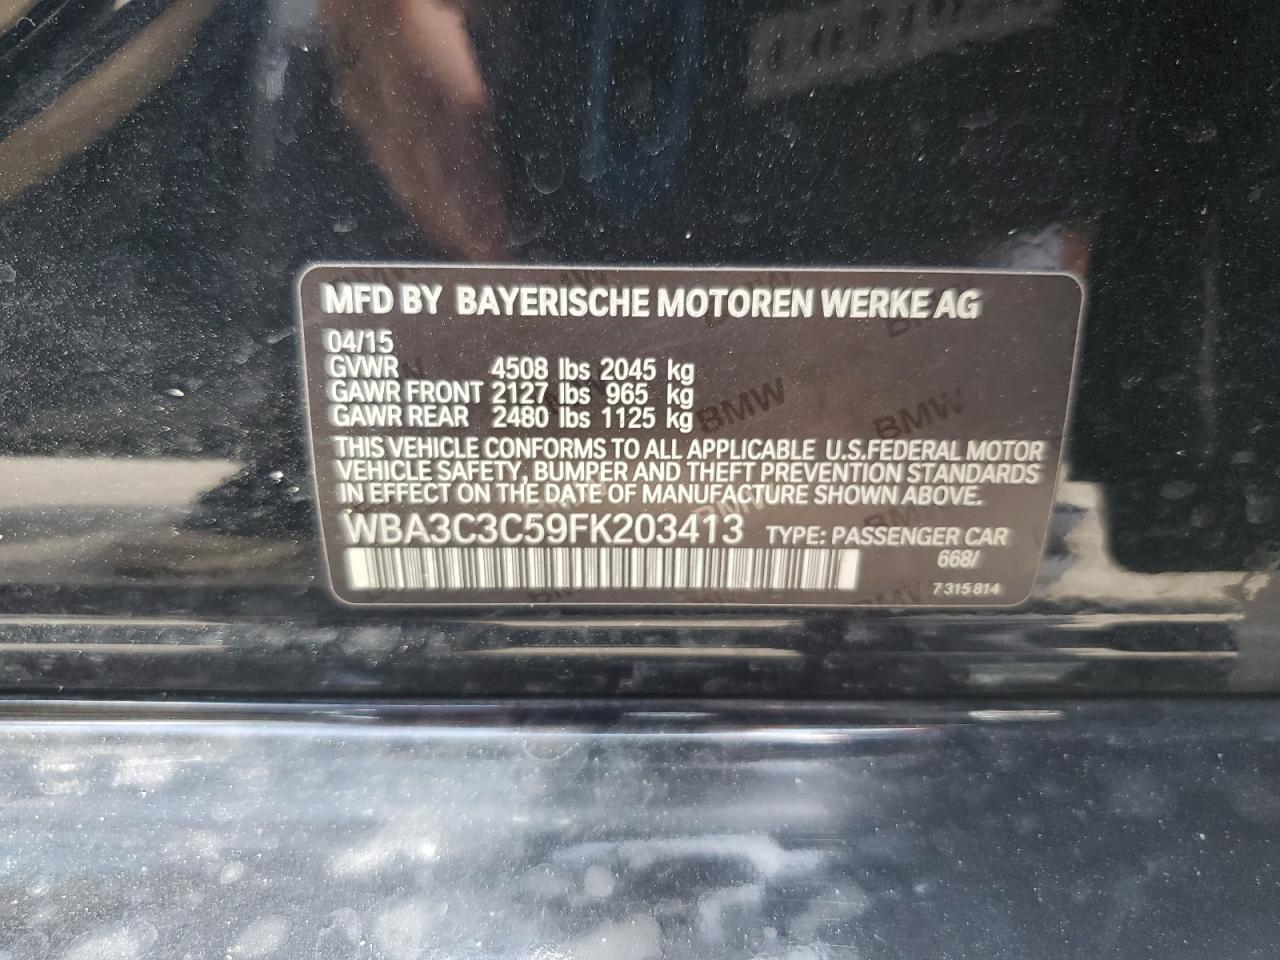 MFD BY BAYERISCHE MOTOREN WERKE AG
04/15
GVWR 4508 lbs 2045 kg
GAWR FRONT 2127 lbs 965 kg
GAWR REAR 2480 lbs 1125 kg
THIS VEHICLE CONFORMS TO ALL APPLICABLE U.S.FEDERAL MOTOR
VEHICLE SAFETY, BUMPER AND THEFT PREVENTION STANDARDS
IN EFFECT ON THE DATE OF MANUFACTURE SHOWN ABOVE.
WBA3C3C59FK203413 TYPE: PASSENGER CAR
668/
7 315 814